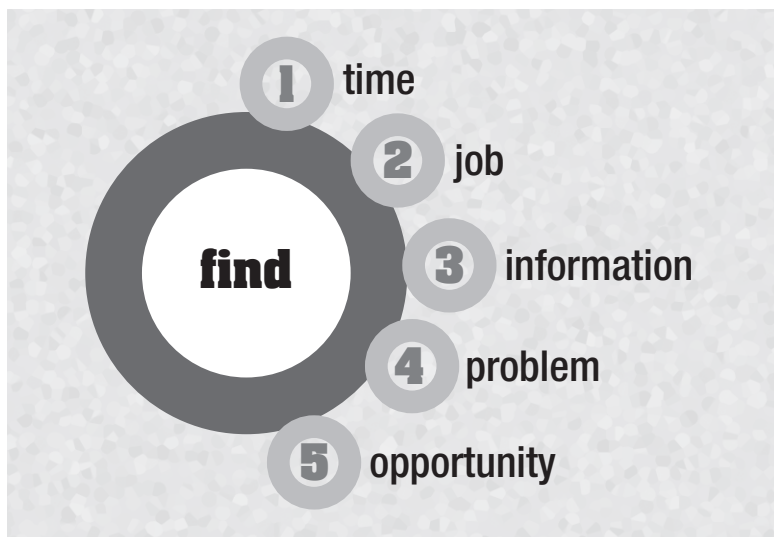 1 time
2 job
find
3 information
4 problem
5 opportunity